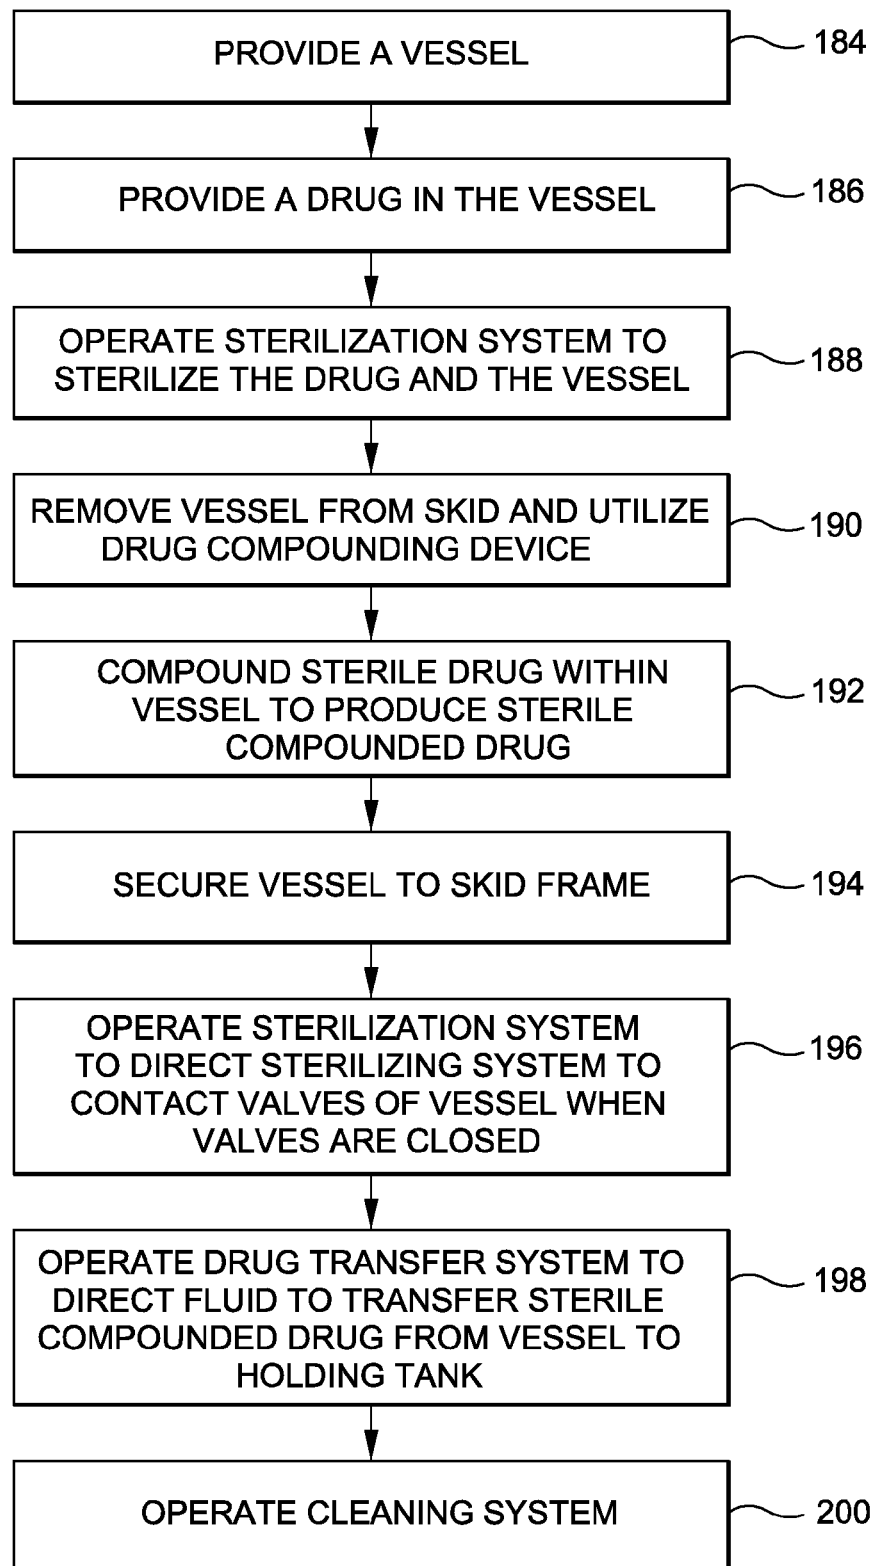 PROVIDE A VESSEL
184
PROVIDE A DRUG IN THE VESSEL
186
OPERATE STERILIZATION SYSTEM TO
STERILIZE THE DRUG AND THE VESSEL
188
REMOVE VESSEL FROM SKID AND UTILIZE
DRUG COMPOUNDING DEVICE
190
COMPOUND STERILE DRUG WITHIN
VESSEL TO PRODUCE STERILE
COMPOUNDED DRUG
192
SECURE VESSEL TO SKID FRAME
194
OPERATE STERILIZATION SYSTEM
TO DIRECT STERILIZING SYSTEM TO
CONTACT VALVES OF VESSEL WHEN
VALVES ARE CLOSED
196
OPERATE DRUG TRANSFER SYSTEM TO
DIRECT FLUID TO TRANSFER STERILE
COMPOUNDED DRUG FROM VESSEL TO
HOLDING TANK
198
OPERATE CLEANING SYSTEM
200